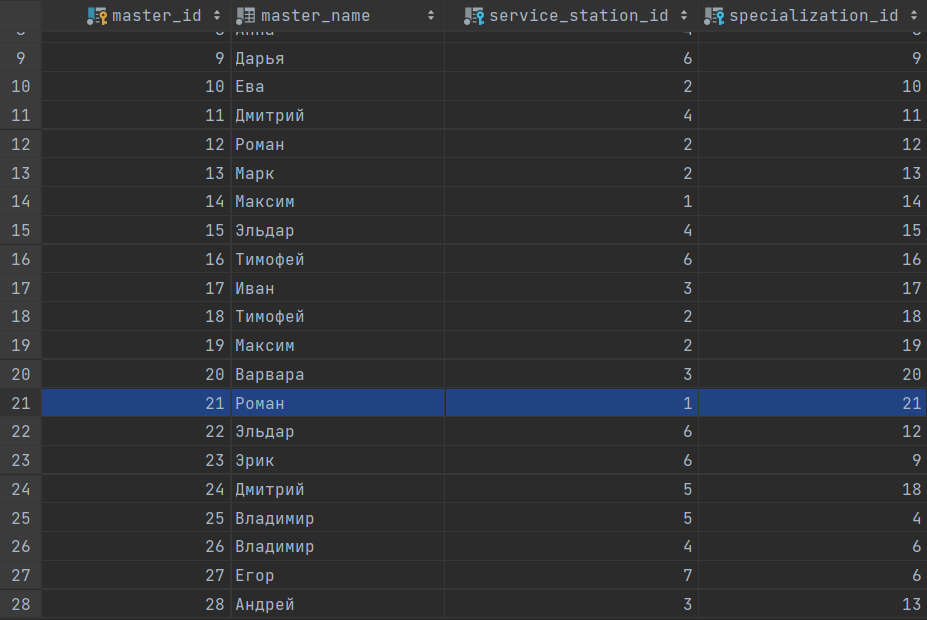 master_id master_name service_station_id specialization_id
9 9 Дарья 6 9
10 10 Ева 2 10
11 11 Дмитрий 4 11
12 12 Роман 2 12
13 13 Марк 2 13
14 14 Максим 1 14
15 15 Эльдар 4 15
16 16 Тимофей 6 16
17 17 Иван 3 17
18 18 Тимофей 2 18
19 19 Максим 2 19
20 20 Варвара 3 20
21 21 Роман 1 21
22 22 Эльдар 6 12
23 23 Эрик 6 9
24 24 Дмитрий 5 18
25 25 Владимир 5 4
26 26 Владимир 4 6
27 27 Егор 7 6
28 28 Андрей 3 13